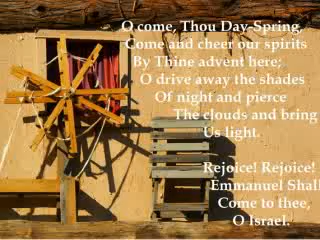 O come, Thou Day-Spring,
Come and cheer our spirits
By Thine advent here;
O drive away the shades
Of night and pierce
The clouds and bring
Us light.
Rejoice! Rejoice!
Emmanuel Shall
Come to thee,
O Israel.